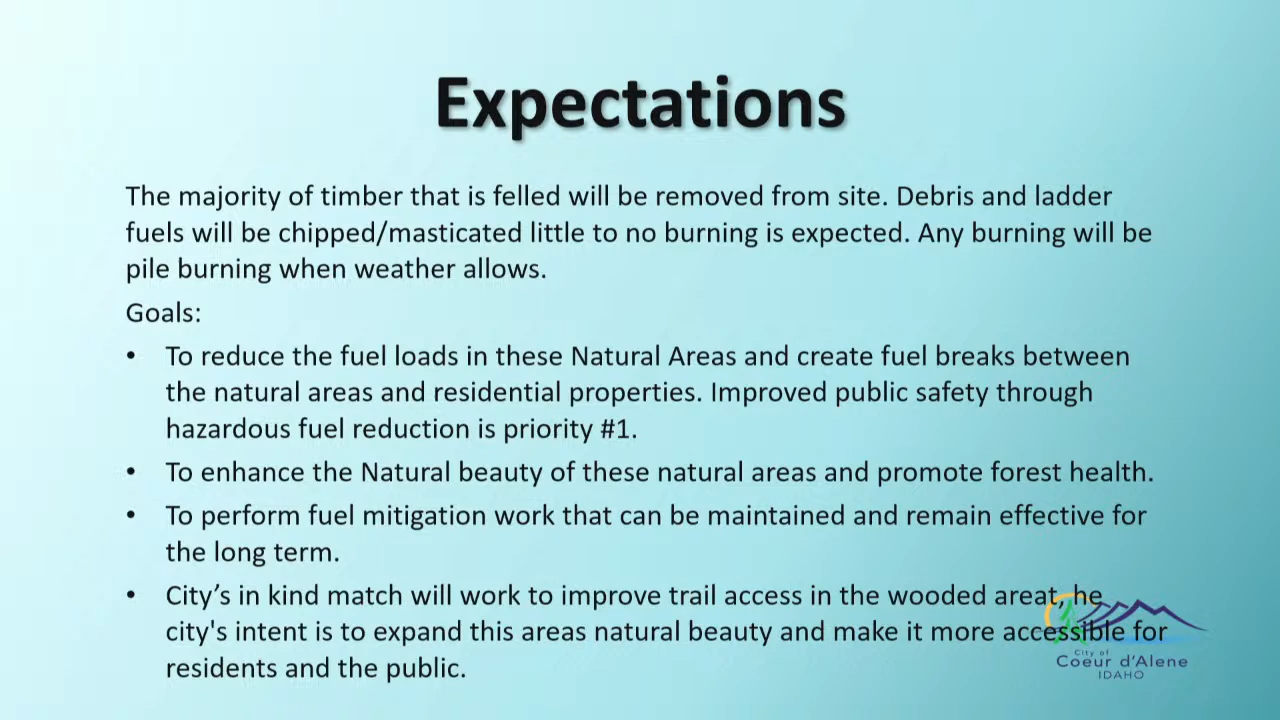 Expectations
The majority of timber that is felled will be removed from site. Debris and ladder
fuels will be chipped/masticated little to no burning is expected. Any burning will be
pile burning when weather allows.
Goals:
• To reduce the fuel loads in these Natural Areas and create fuel breaks between
the natural areas and residential properties. Improved public safety through
hazardous fuel reduction is priority #1.
• To enhance the Natural beauty of these natural areas and promote forest health.
• To perform fuel mitigation work that can be maintained and remain effective for
the long term.
• City’s in kind match will work to improve trail access in the wooded areat, he
city's intent is to expand this areas natural beauty and make it more accessible for
residents and the public.
City of
Coeur d'Alene
IDAHO